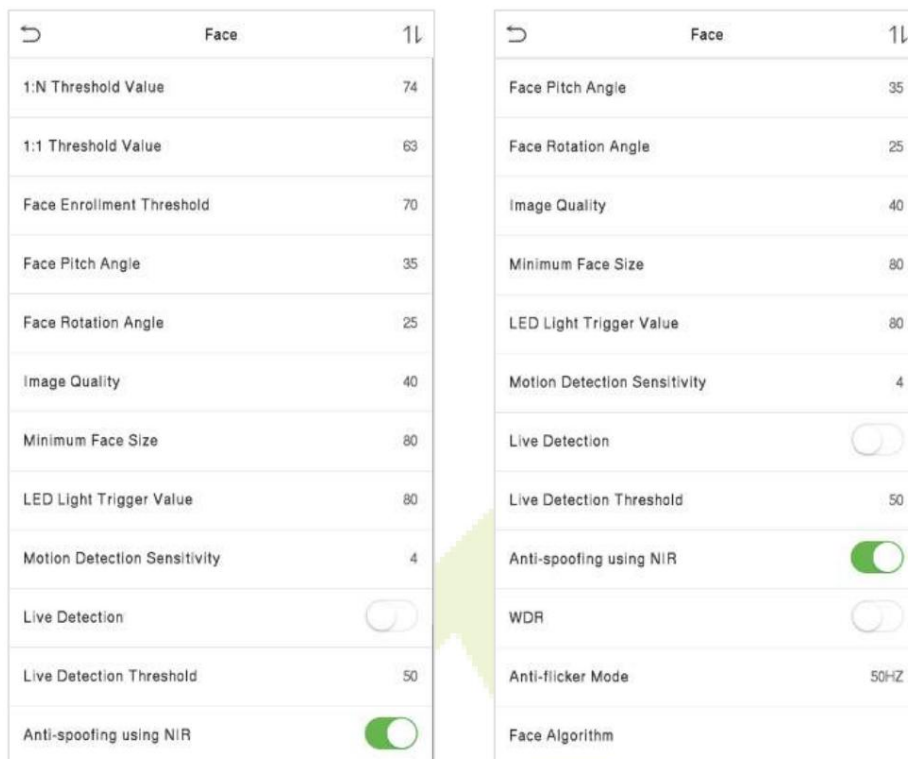 Face
1:N Threshold Value 74
1:1 Threshold Value 63
Face Enrollment Threshold 70
Face Pitch Angle 35
Face Rotation Angle 25
Image Quality 40
Minimum Face Size 80
LED Light Trigger Value 80
Motion Detection Sensitivity 4
Live Detection
Live Detection Threshold 50
Anti-spoofing using NIR
Face
Face Pitch Angle 35
Face Rotation Angle 25
Image Quality 40
Minimum Face Size 80
LED Light Trigger Value 80
Motion Detection Sensitivity 4
Live Detection
Live Detection Threshold 50
Anti-spoofing using NIR
WDR
Anti-flicker Mode 50HZ
Face Algorithm